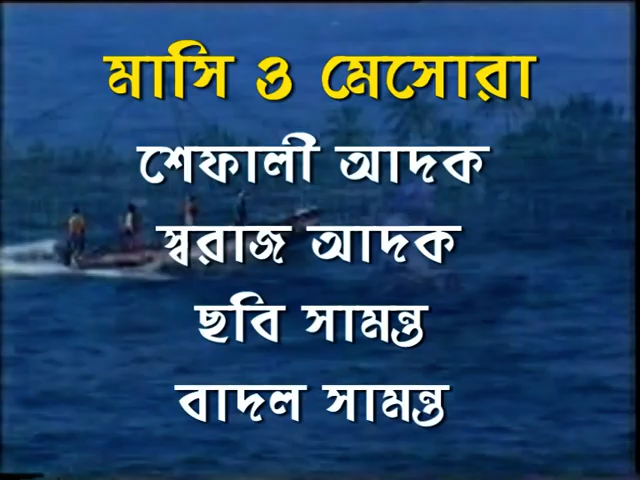 মাসি ও মেসোরা
শেফালী আদক
স্বরাজ আদক
ছবি সামন্ত
বাদল সামন্ত